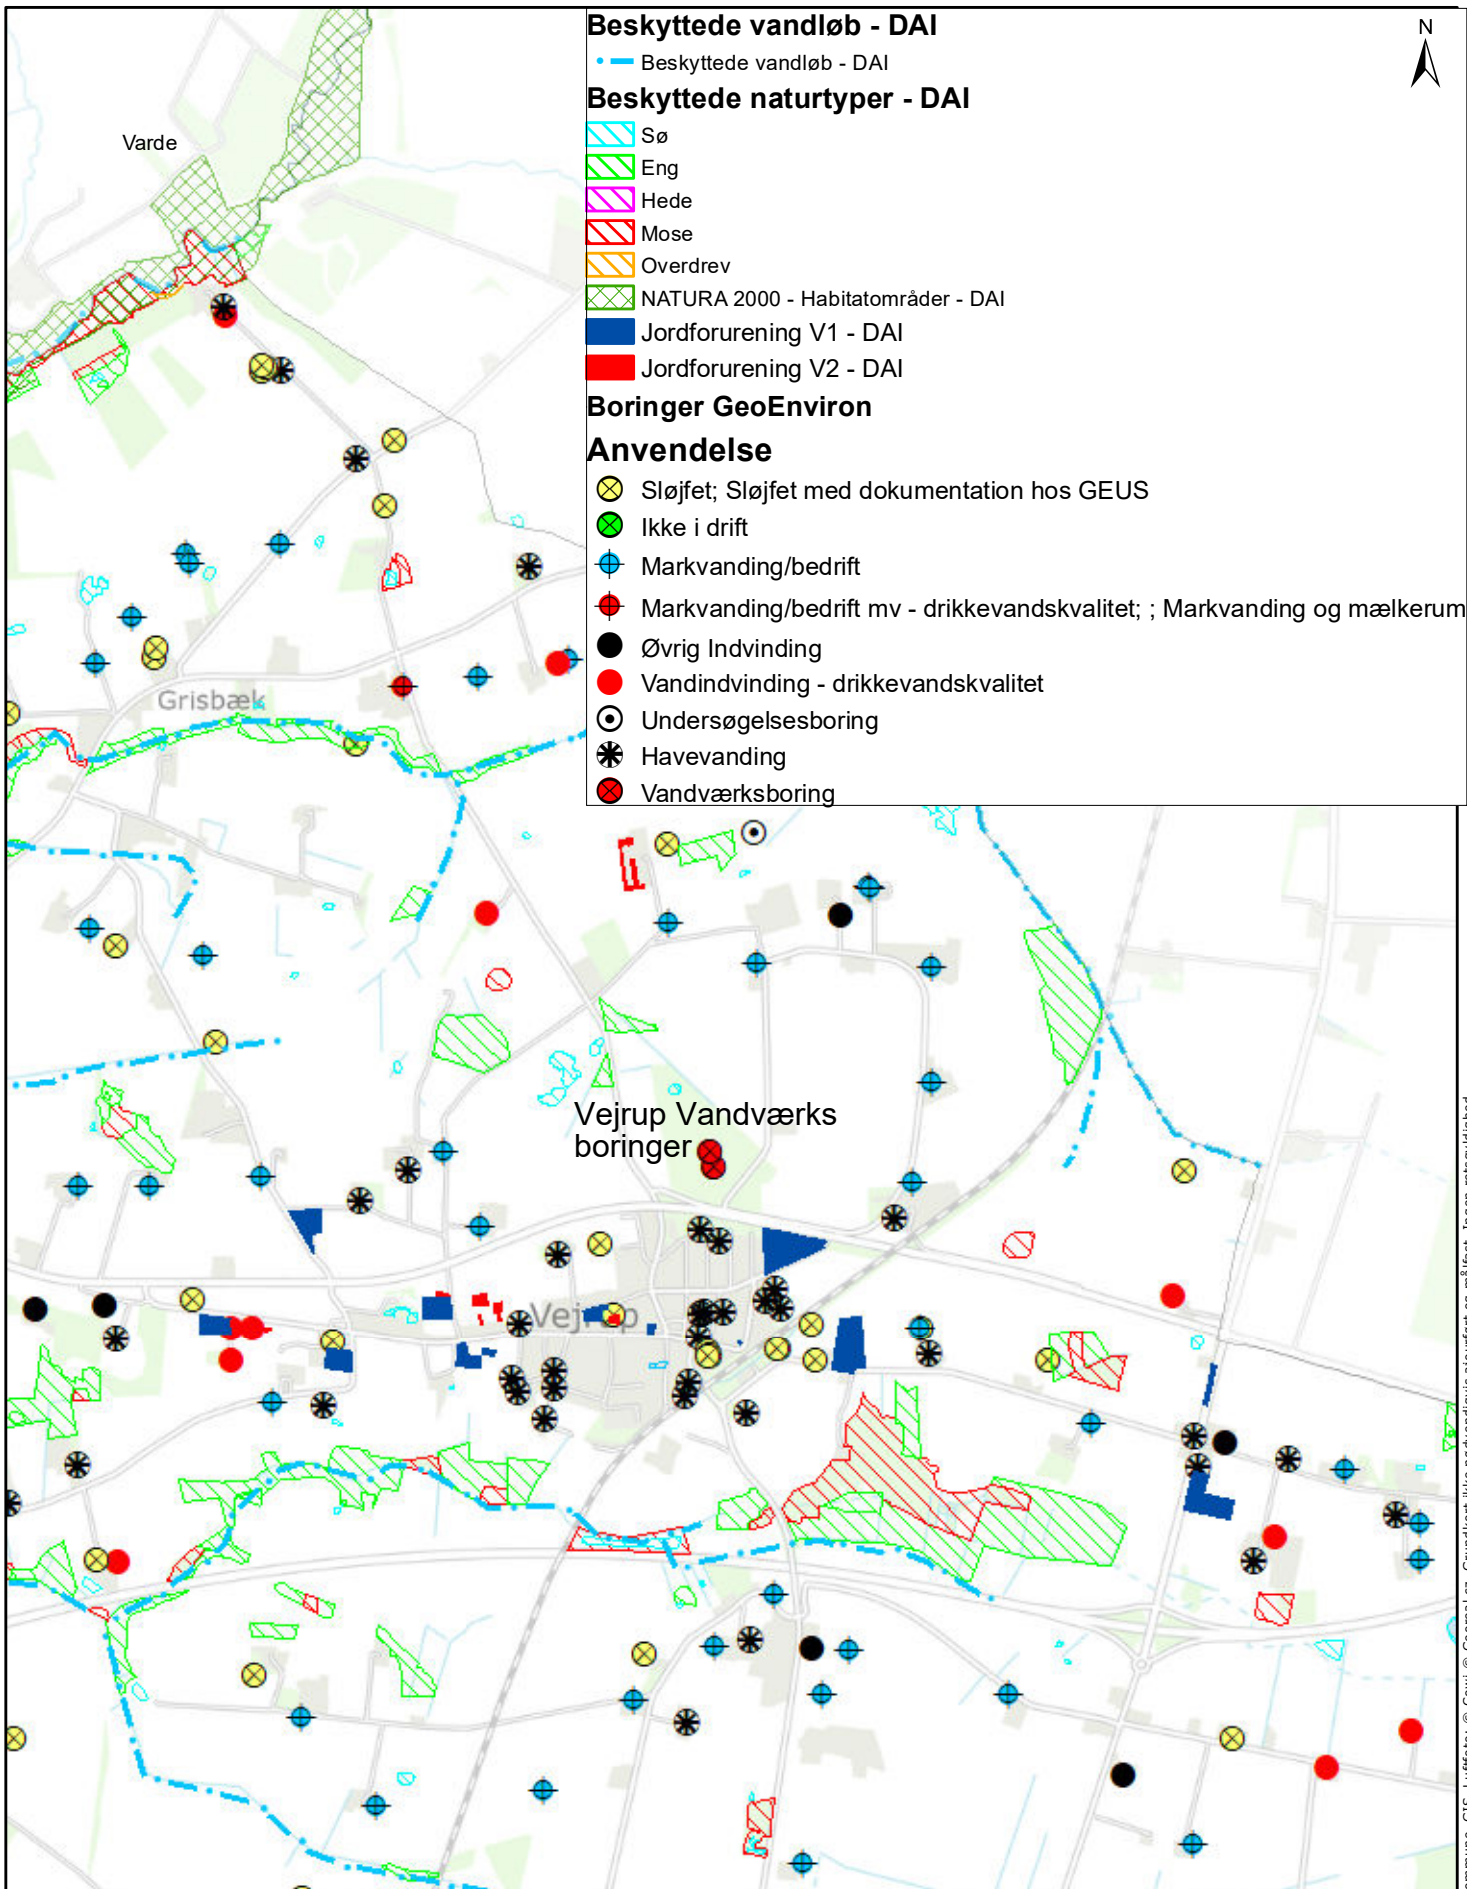 Beskyttede vandløb - DAI
Beskyttede vandløb - DAI
Beskyttede naturtyper - DAI
Sø
Eng
Hede
Mose
Overdrev
NATURA 2000 - Habitatområder - DAI
Jordforurening V1 - DAI
Jordforurening V2 - DAI
Boringer GeoEnviron
Anvendelse
Sløjfet; Sløjfet med dokumentation hos GEUS
Ikke i drift
Markvanding/bedrift
Markvanding/bedrift mv - drikkevandskvalitet; ; Markvanding og mælkerum
Øvrig Indvinding
Vandindvinding - drikkevandskvalitet
Undersøgelsesboring
Havevanding
Vandværksboring
N
Varde
Grisbæk
Vejrup Vandværks
boringer